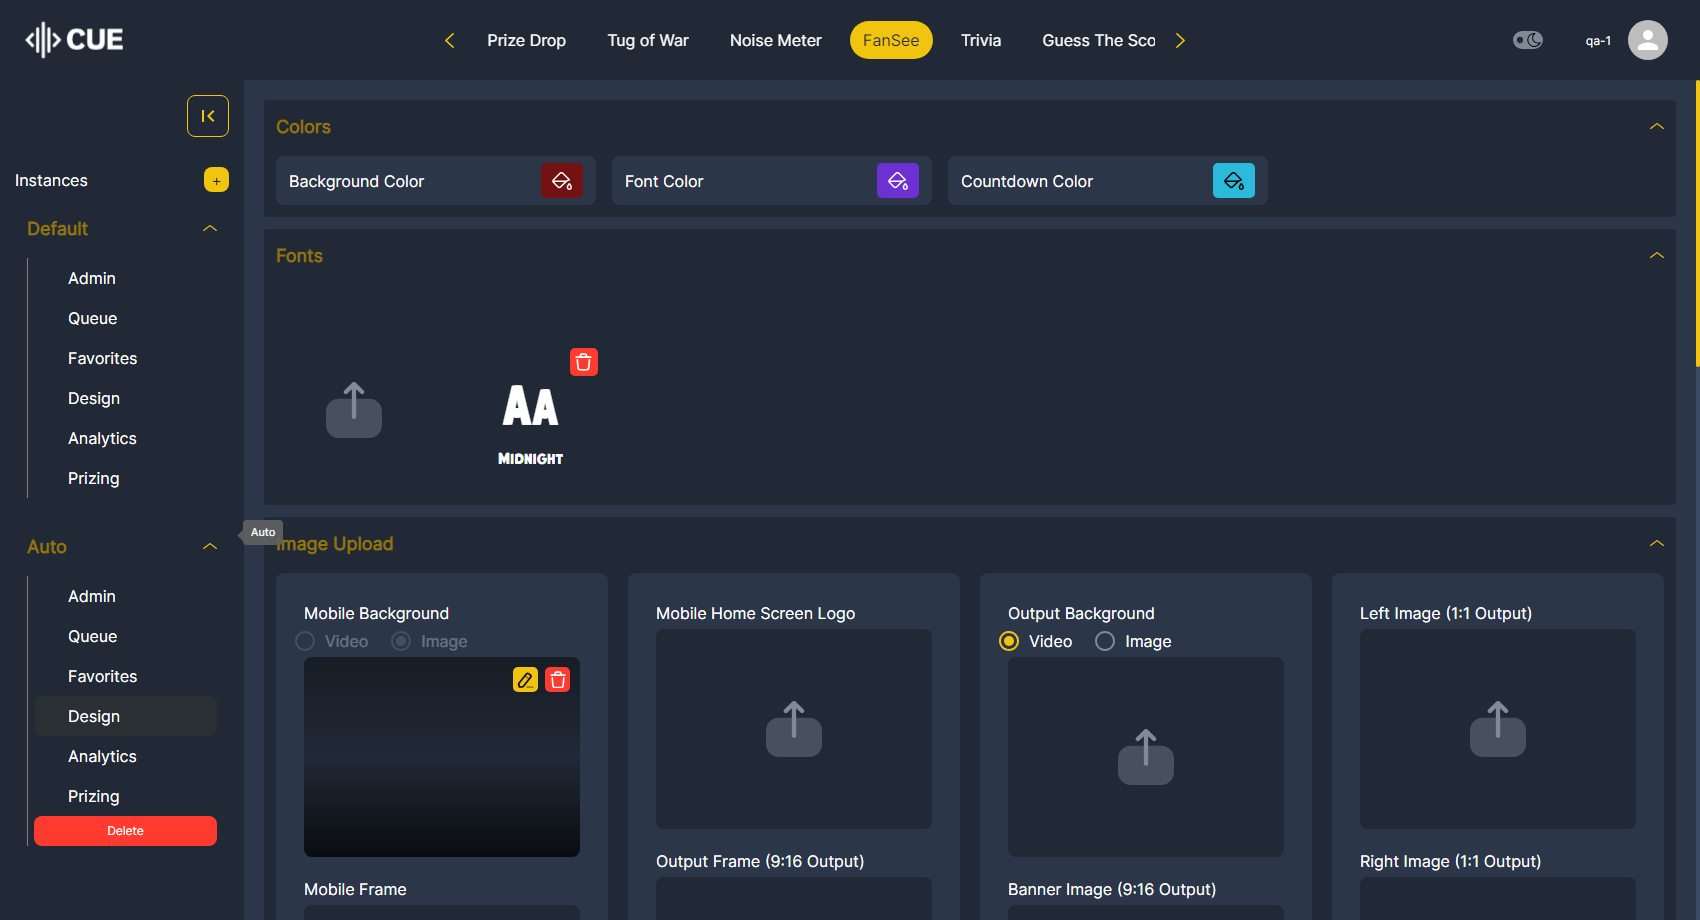 CUE
Prize Drop
Tug of War
Noise Meter
FanSee
Trivia
Guess The Sco
qa-1
Instances
+
Default
Admin
Queue
Favorites
Design
Analytics
Prizing
Auto
Admin
Queue
Favorites
Design
Analytics
Prizing
Delete
Auto
Colors
Background Color
Font Color
Countdown Color
Fonts
AA
MIDNIGHT
Image Upload
Mobile Background
Video
Image
Mobile Frame
Mobile Home Screen Logo
Output Frame (9:16 Output)
Output Background
Video
Image
Banner Image (9:16 Output)
Left Image (1:1 Output)
Right Image (1:1 Output)